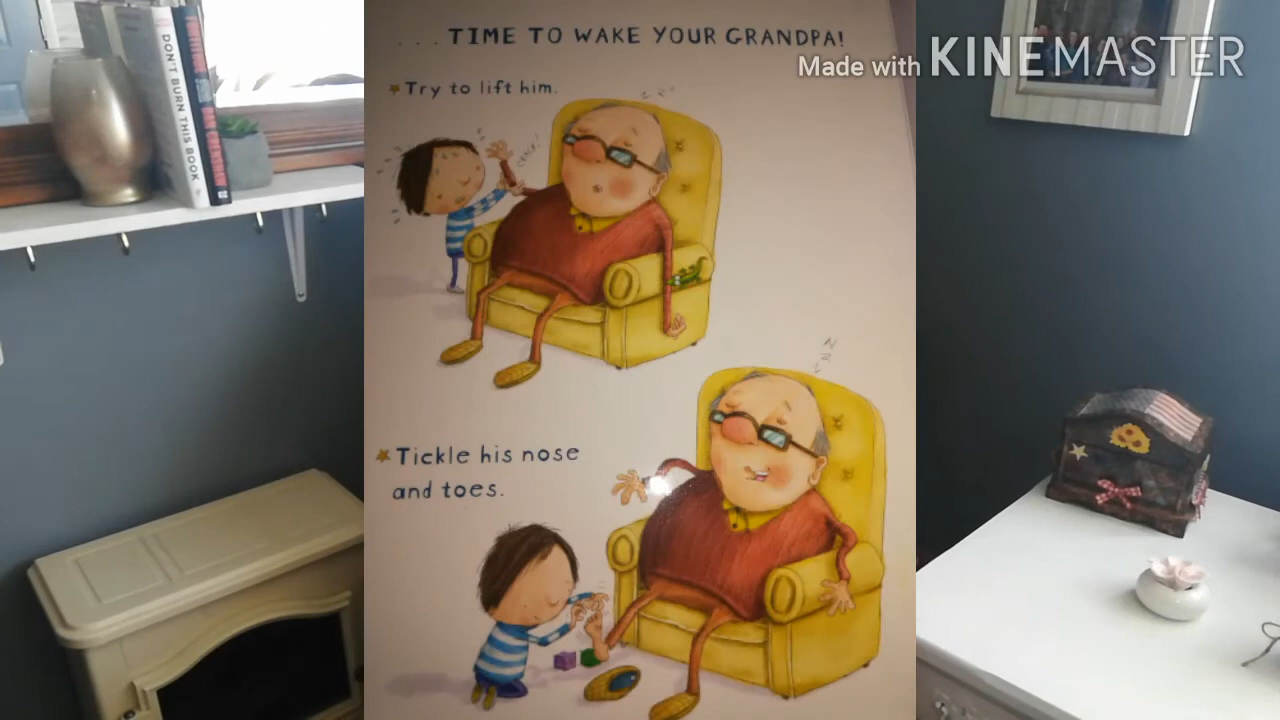 DON'T BURN THIS BOOK
... TIME TO WAKE YOUR GRANDPA!
Made with KINEMASTER
Try to lift him.
Tickle his nose
and toes.